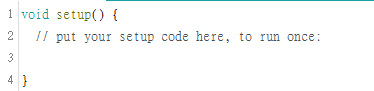 1 void setup() {
2   // put your setup code here, to run once:
3
4 }